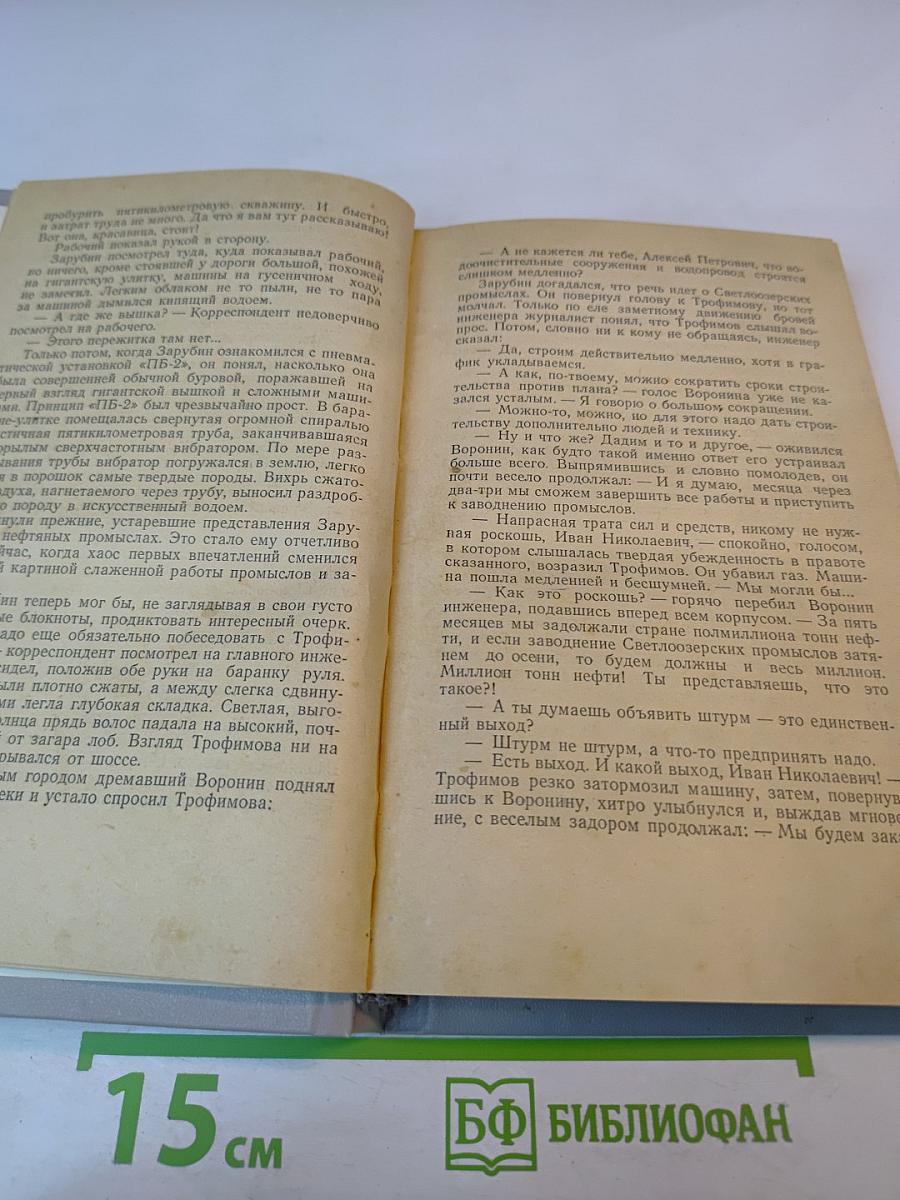 пробурить пятикилометровую скважину. И быстро,
и затрат труда не много. Да что я вам тут рассказываю!
Вот она, красавица, стоит!
Рабочий показал рукой в сторону.
Зарубин посмотрел туда, куда показывал рабочий,
но ничего, кроме стоявшей у дороги большой, похожей
на гигантскую улитку, машины на гусеничном ходу,
не заметил. Легким облаком не то пыли, не то пара
за машиной дымился кипящий водоем.
— А где же вышка? — Корреспондент недоверчиво
посмотрел на рабочего.
— Этого пережитка там нет...
Только потом, когда Зарубин ознакомился с пневма-
тической установкой «ПБ-2», он понял, насколько она
была совершенней обычной буровой, поражавшей на
первый взгляд гигантской вышкой и сложными маши-
ми. Принцип «ПБ-2» был чрезвычайно прост. В бара-
не-улитке помещалась свернутая огромной спиралью
стичная пятикилометровая труба, заканчивавшаяся
орылым сверхчастотным вибратором. По мере раз-
ывания трубы вибратор погружался в землю, легко
я в порошок самые твердые породы. Вихрь сжато-
духа, нагнетаемого через трубу, выносил раздроб-
ю породу в искусственный водоем.
нули прежние, устаревшие представления Зару-
нефтяных промыслах. Это стало ему отчетливо
йчас, когда хаос первых впечатлений сменился
й картиной слаженной работы промыслов и за-
ин теперь мог бы, не заглядывая в свои густо
ые блокноты, продиктовать интересный очерк.
адо еще обязательно побеседовать с Трофи-
корреспондент посмотрел на главного инже-
сидел, положив обе руки на баранку руля.
ыли плотно сжаты, а между слегка сдвину-
ми легла глубокая складка. Светлая, выго-
олнца прядь волос падала на высокий, поч-
й от загара лоб. Взгляд Трофимова ни на
рывался от шоссе.
ым городом дремавший Воронин поднял
еки и устало спросил Трофимова:
— А не кажется ли тебе, Алексей Петрович, что во-
доочистительные сооружения и водопровод строятся
слишком медленно?
Зарубин догадался, что речь идет о Светлоозерских
промыслах. Он повернул голову к Трофимову, но тот
молчал. Только по еле заметному движению бровей
инженера журналист понял, что Трофимов слышал во-
прос. Потом, словно ни к кому не обращаясь, инженер
сказал:
— Да, строим действительно медленно, хотя в гра-
фик укладываемся.
— А как, по-твоему, можно сократить сроки строи-
тельства против плана? — голос Воронина уже не ка-
зался усталым. — Я говорю о большом сокращении.
— Можно-то, можно, но для этого надо дать строи-
тельству дополнительно людей и технику.
— Ну и что же? Дадим и то и другое, — оживился
Воронин, как будто такой именно ответ его устраивал
больше всего. Выпрямившись и словно помолодев, он
почти весело продолжал: — И я думаю, месяца через
два-три мы сможем завершить все работы и приступить
к заводнению промыслов.
— Напрасная трата сил и средств, никому не нуж-
ная роскошь, Иван Николаевич, — спокойно, голосом,
в котором слышалась твердая убежденность в правоте
сказанного, возразил Трофимов. Он убавил газ. Маши-
на пошла медленней и бесшумней. — Мы могли бы...
— Как это роскошь? — горячо перебил Воронин
инженера, подавшись вперед всем корпусом. — За пять
месяцев мы задолжали стране полмиллиона тонн неф-
ти, и если заводнение Светлоозерских промыслов затя-
нем до осени, то будем должны и весь миллион.
Миллион тонн нефти! Ты представляешь, что это
такое?!
— А ты думаешь объявить штурм — это единствен-
ный выход?
— Штурм не штурм, а что-то предпринять надо.
— Есть выход. И какой выход, Иван Николаевич! —
Трофимов резко затормозил машину, затем, повернув
шись к Воронину, хитро улыбнулся и, выждав мгнове
ние, с веселым задором продолжал: — Мы будем зака
15 см
БФ БИБЛИОФАН